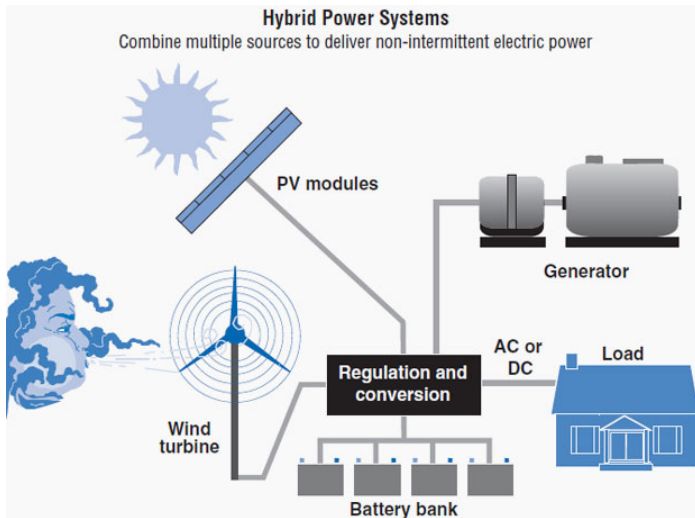 Hybrid Power Systems
Combine multiple sources to deliver non-intermittent electric power
PV modules
Generator
AC or
DC
Load
Regulation and
conversion
Wind
turbine
Battery bank